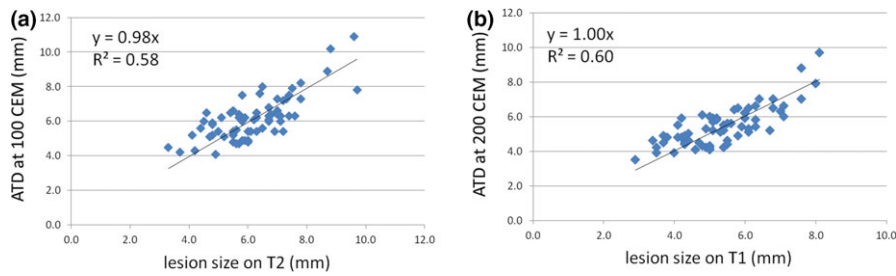 (a)
y = 0.98x
R² = 0.58
ATD at 100 CEM (mm)
12.0
10.0
8.0
6.0
4.0
2.0
0.0
0.0 2.0 4.0 6.0 8.0 10.0 12.0
lesion size on T2 (mm)
(b)
y = 1.00x
R² = 0.60
ATD at 200 CEM (mm)
12.0
10.0
8.0
6.0
4.0
2.0
0.0
0.0 2.0 4.0 6.0 8.0 10.0
lesion size on T1 (mm)